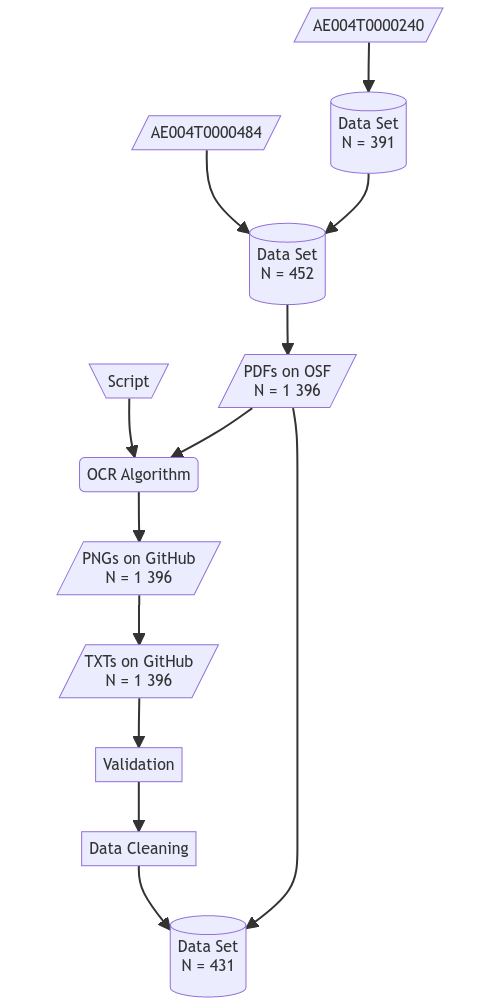 AE004T0000240
Data Set
N = 391
AE004T0000484
Data Set
N = 452
PDFs on OSF
N = 1 396
Script
OCR Algorithm
PNGs on GitHub
N = 1 396
TXTs on GitHub
N = 1 396
Validation
Data Cleaning
Data Set
N = 431